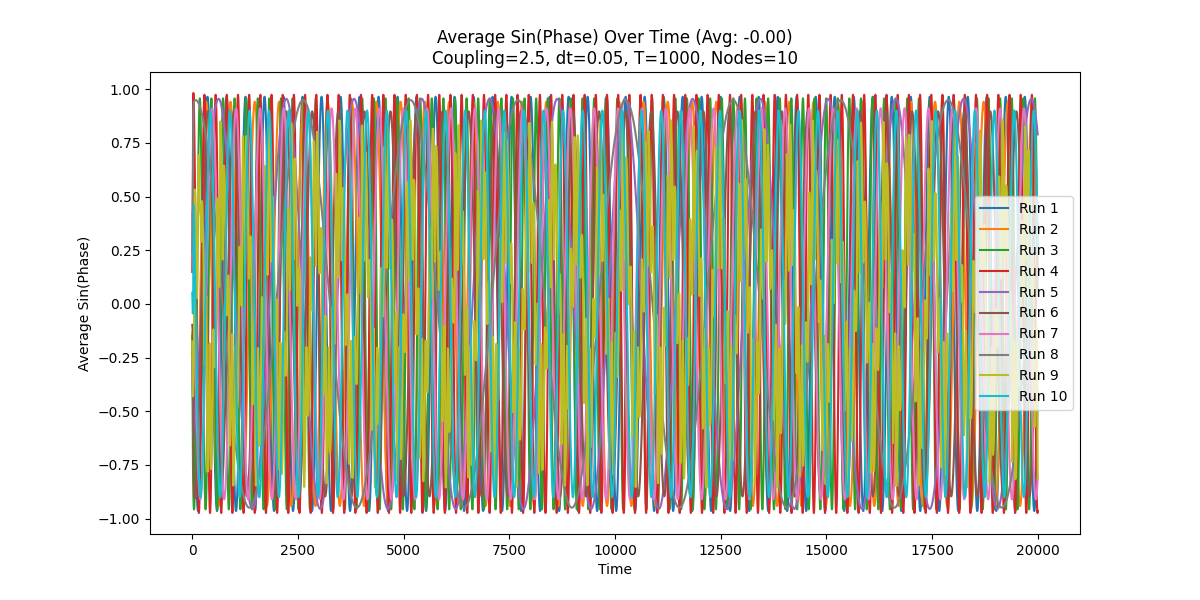 Average Sin(Phase) Over Time (Avg: -0.00)
Coupling=2.5, dt=0.05, T=1000, Nodes=10
Average Sin(Phase)
1.00
0.75
0.50
0.25
0.00
−0.25
−0.50
−0.75
−1.00
Run 1
Run 2
Run 3
Run 4
Run 5
Run 6
Run 7
Run 8
Run 9
Run 10
0
2500
5000
7500
10000
12500
15000
17500
20000
Time